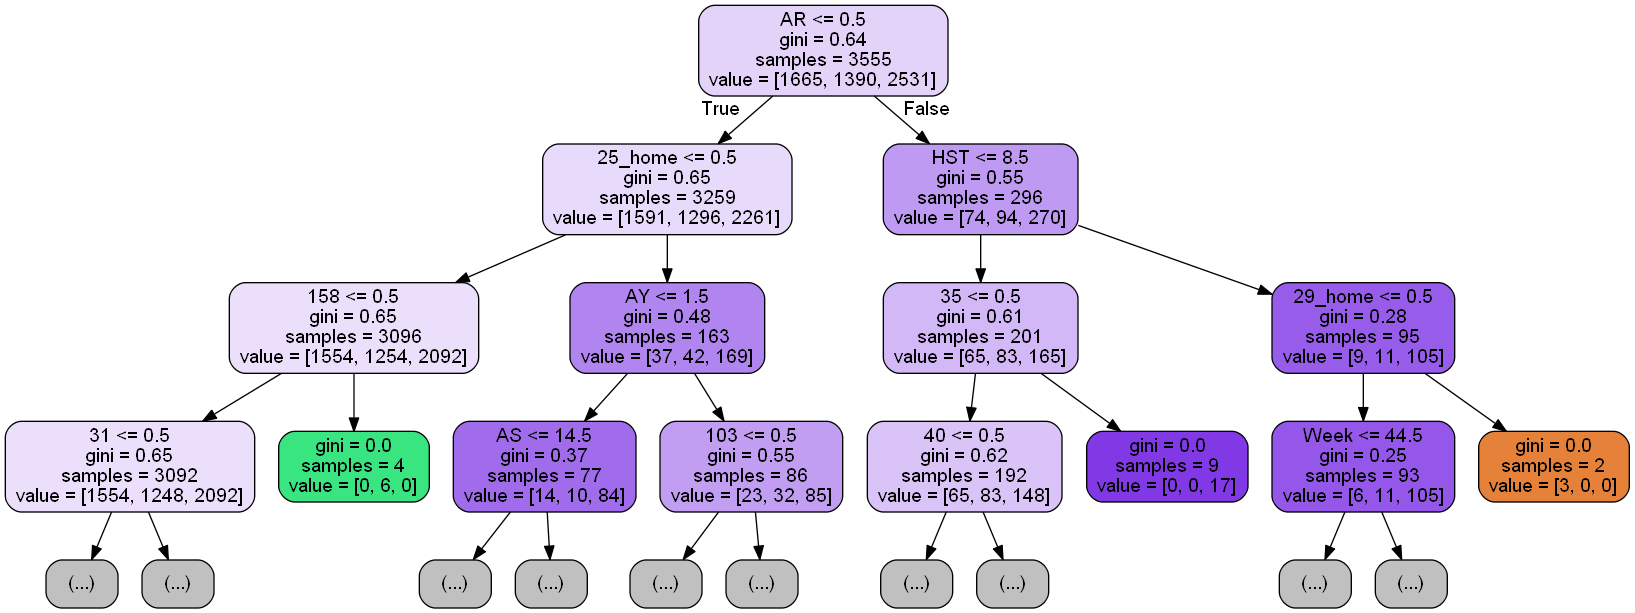 AR <= 0.5
gini = 0.64
samples = 3555
value = [1665, 1390, 2531]
True
False
25_home <= 0.5
gini = 0.65
samples = 3259
value = [1591, 1296, 2261]
HST <= 8.5
gini = 0.55
samples = 296
value = [74, 94, 270]
158 <= 0.5
gini = 0.65
samples = 3096
value = [1554, 1254, 2092]
AY <= 1.5
gini = 0.48
samples = 163
value = [37, 42, 169]
35 <= 0.5
gini = 0.61
samples = 201
value = [65, 83, 165]
29_home <= 0.5
gini = 0.28
samples = 95
value = [9, 11, 105]
31 <= 0.5
gini = 0.65
samples = 3092
value = [1554, 1248, 2092]
gini = 0.0
samples = 4
value = [0, 6, 0]
AS <= 14.5
gini = 0.37
samples = 77
value = [14, 10, 84]
103 <= 0.5
gini = 0.55
samples = 86
value = [23, 32, 85]
40 <= 0.5
gini = 0.62
samples = 192
value = [65, 83, 148]
gini = 0.0
samples = 9
value = [0, 0, 17]
Week <= 44.5
gini = 0.25
samples = 93
value = [6, 11, 105]
gini = 0.0
samples = 2
value = [3, 0, 0]
(...)
(...)
(...)
(...)
(...)
(...)
(...)
(...)
(...)
(...)